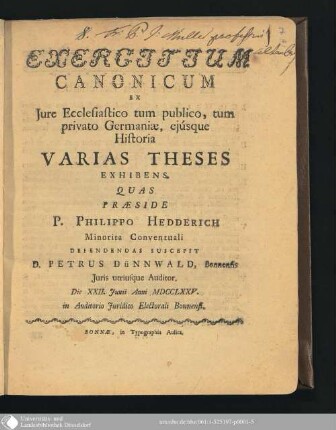 8.
EXERCITIUM
CANONICUM
EX
Jure Ecclesiastico tum publico, tum
privato Germaniæ, ejúsque
Historia
VARIAS THESES
EXHIBENS.
QUAS
PRÆSIDE
P. PHILIPPO HEDDERICH
Minorita Conventuali
DEFENDENDAS SUSCEPIT
D. PETRUS DüNNWALD, Bonnensis
Juris utriusque Auditor.
Die XXII. Junii Anni MDCCLXXV.
in Auditorio Juridico Electorali Bonnensi.
BONNÆ, in Typographia Aulica.
Universitäts- und
Landesbibliothek Düsseldorf